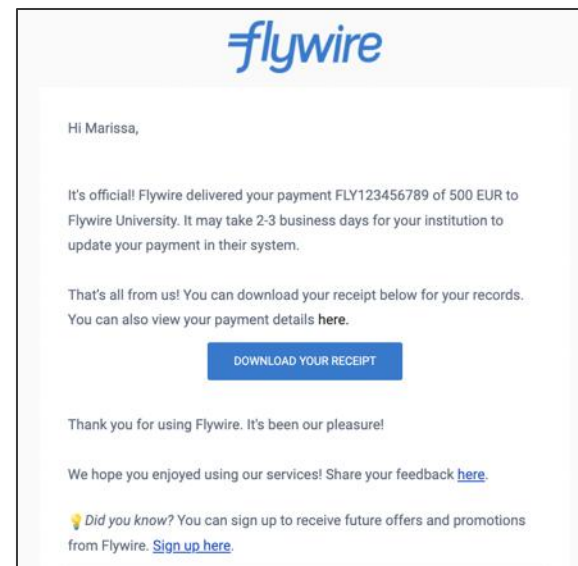 flywire
Hi Marissa,
It's official! Flywire delivered your payment FLY123456789 of 500 EUR to
Flywire University. It may take 2-3 business days for your institution to
update your payment in their system.
That's all from us! You can download your receipt below for your records.
You can also view your payment details here.
DOWNLOAD YOUR RECEIPT
Thank you for using Flywire. It's been our pleasure!
We hope you enjoyed using our services! Share your feedback here.
💡Did you know? You can sign up to receive future offers and promotions
from Flywire. Sign up here.